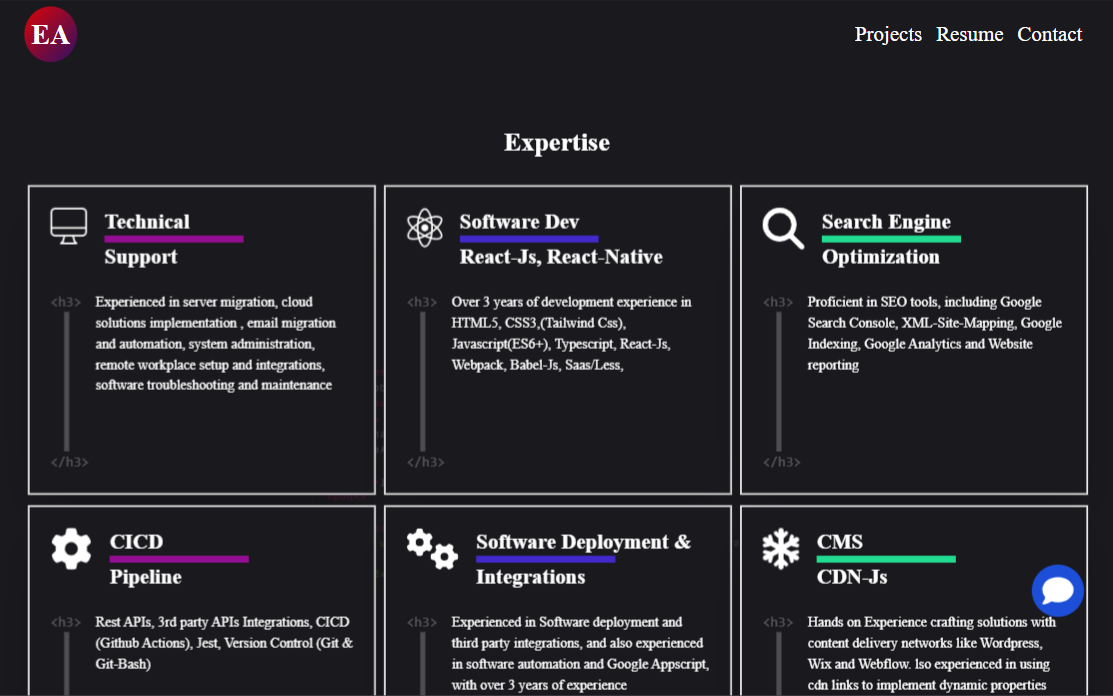 EA
Projects Resume Contact
Expertise
Technical
Support
<h3>
Experienced in server migration, cloud
solutions implementation , email migration
and automation, system administration,
remote workplace setup and integrations,
software troubleshooting and maintenance
</h3>
Software Dev
React-Js, React-Native
<h3>
Over 3 years of development experience in
HTML5, CSS3,(Tailwind Css),
Javascript(ES6+), Typescript, React-Js,
Webpack, Babel-Js, Saas/Less,
</h3>
Search Engine
Optimization
<h3>
Proficient in SEO tools, including Google
Search Console, XML-Site-Mapping, Google
Indexing, Google Analytics and Website
reporting
</h3>
CICD
Pipeline
<h3>
Rest APIs, 3rd party APIs Integrations, CICD
(Github Actions), Jest, Version Control (Git &
Git-Bash)
Software Deployment &
Integrations
<h3>
Experienced in Software deployment and
third party integrations, and also experienced
in software automation and Google Appscript,
with over 3 years of experience
CMS
CDN-Js
<h3>
Hands on Experience crafting solutions with
content delivery networks like Wordpress,
Wix and Webflow. lso experienced in using
cdn links to implement dynamic properties